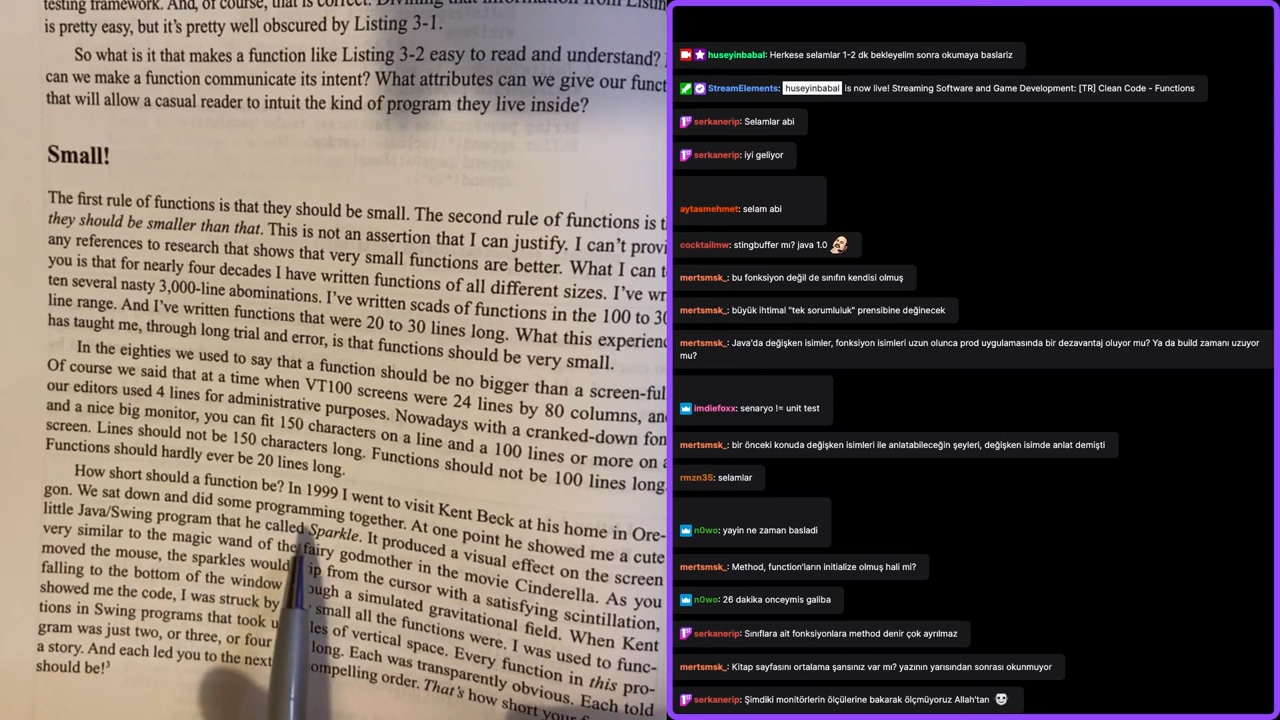 testing framework. And, of course, that is correct. Divining that information from Listin
is pretty easy, but it's pretty well obscured by Listing 3-1.
So what is it that makes a function like Listing 3-2 easy to read and understand?
can we make a function communicate its intent? What attributes can we give our funct
that will allow a casual reader to intuit the kind of program they live inside?
Small!
The first rule of functions is that they should be small. The second rule of functions is t
they should be smaller than that. This is not an assertion that I can justify. I can't provi
any references to research that shows that very small functions are better. What I can t
you is that for nearly four decades I have written functions of all different sizes. I've wr
ten several nasty 3,000-line abominations. I've written scads of functions in the 100 to 30
line range. And I've written functions that were 20 to 30 lines long. What this experien
has taught me, through long trial and error, is that functions should be very small.
In the eighties we used to say that a function should be no bigger than a screen-full
Of course we said that at a time when VT100 screens were 24 lines by 80 columns, and
our editors used 4 lines for administrative purposes. Nowadays with a cranked-down fon
and a nice big monitor, you can fit 150 characters on a line and a 100 lines or more on a
screen. Lines should not be 150 characters long. Functions should not be 100 lines long.
Functions should hardly ever be 20 lines long.
How short should a function be? In 1999 I went to visit Kent Beck at his home in Ore-
gon. We sat down and did some programming together. At one point he showed me a cute
little Java/Swing program that he called Sparkle. It produced a visual effect on the screen
very similar to the magic wand of the fairy godmother in the movie Cinderella. As you
moved the mouse, the sparkles would ip from the cursor with a satisfying scintillation,
falling to the bottom of the window ough a simulated gravitational field. When Kent
showed me the code, I was struck by small all the functions were. I was used to func-
tions in Swing programs that took u les of vertical space. Every function in this pro-
gram was just two, or three, or four long. Each was transparently obvious. Each told
a story. And each led you to the next ompelling order. That's how short your
should be!³
huseyinbabal: Herkese selamlar 1-2 dk bekleyelim sonra okumaya baslariz
StreamElements: huseyinbabal is now live! Streaming Software and Game Development: [TR] Clean Code - Functions
serkanerip: Selamlar abi
serkanerip: iyi geliyor
aytasmehmet: selam abi
cocktailmw: stingbuffer mı? java 1.0
mertsmsk_: bu fonksiyon değil de sınıfın kendisi olmuş
mertsmsk_: büyük ihtimal "tek sorumluluk" prensibine değinecek
mertsmsk_: Java'da değişken isimler, fonksiyon isimleri uzun olunca prod uygulamasında bir dezavantaj oluyor mu? Ya da build zamanı uzuyor
mu?
imdiefoxx: senaryo != unit test
mertsmsk_: bir önceki konuda değişken isimleri ile anlatabileceğin şeyleri, değişken isimde anlat demişti
rmzn35: selamlar
n0wo: yayin ne zaman basladi
mertsmsk_: Method, function'ların initialize olmuş hali mi?
n0wo: 26 dakika onceymis galiba
serkanerip: Sınıflara ait fonksiyonlara method denir çok ayrılmaz
mertsmsk_: Kitap sayfasını ortalama şansınız var mı? yazının yarısından sonrası okunmuyor
serkanerip: Şimdiki monitörlerin ölçülerine bakarak ölçmüyoruz Allah'tan